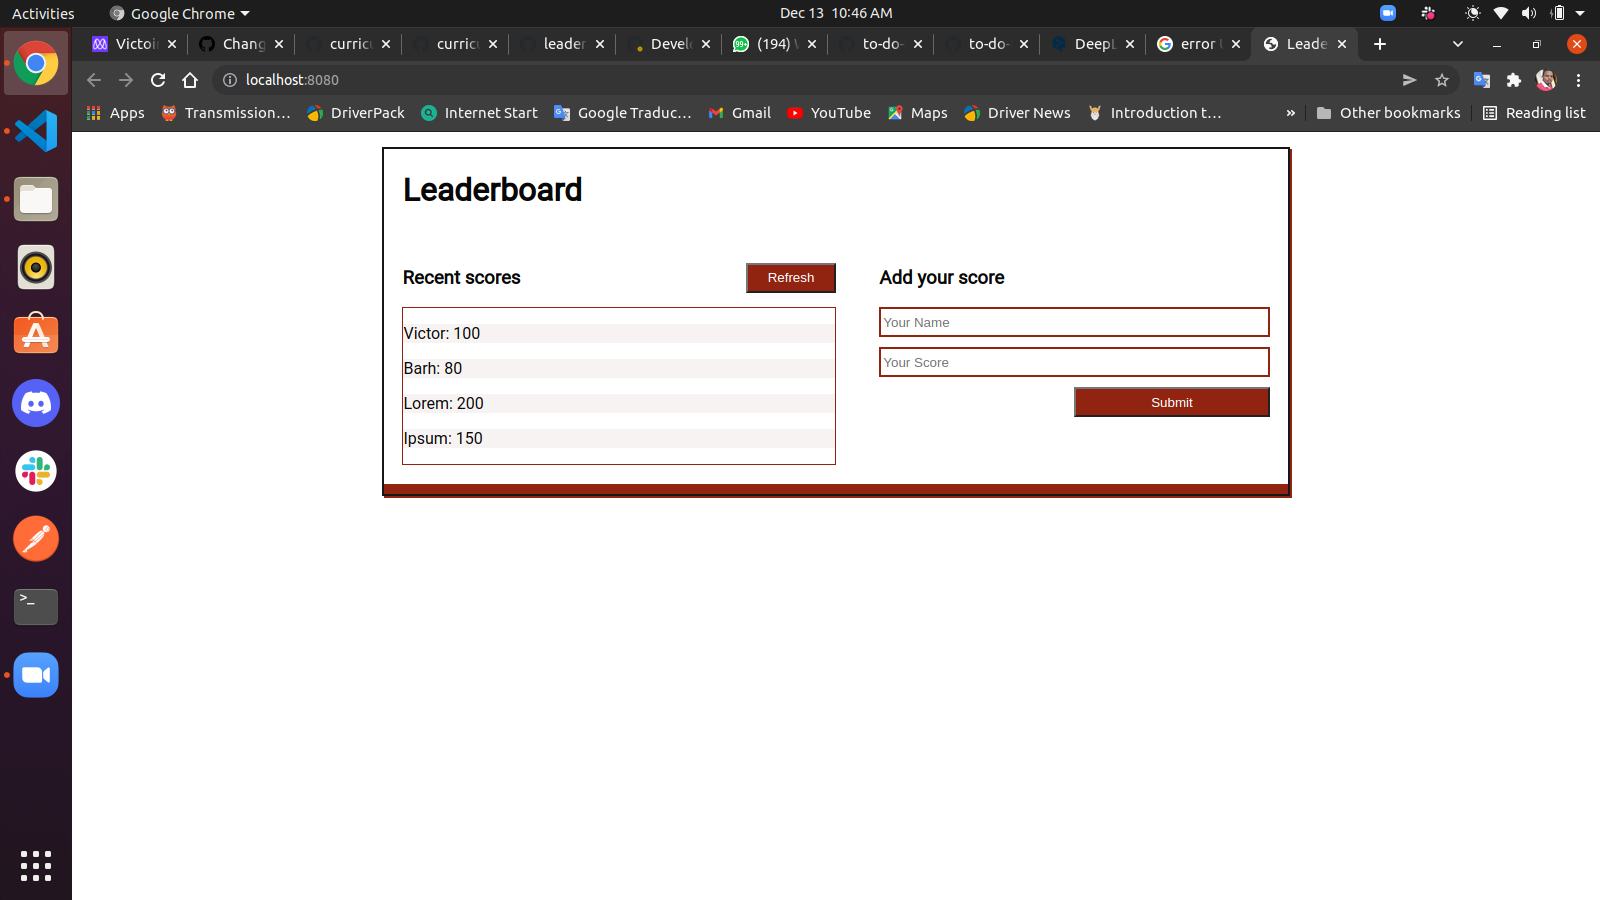 Activities Google Chrome Dec 13 10:46 AM
Victoi Chang curricu curricu leader Develo (194) W to-do- to-do- DeepL error Leade
localhost:8080
Apps Transmission… DriverPack Internet Start Google Traduc… Gmail YouTube Maps Driver News Introduction t… » Other bookmarks Reading list
Leaderboard
Recent scores Refresh
Victor: 100
Barh: 80
Lorem: 200
Ipsum: 150
Add your score
Your Name
Your Score
Submit